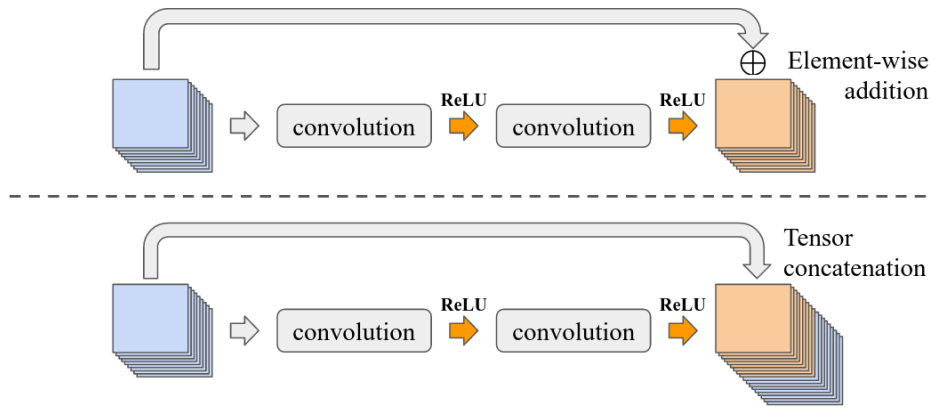 Element-wise
addition
ReLU
ReLU
convolution
convolution
Tensor
concatenation
ReLU
ReLU
convolution
convolution